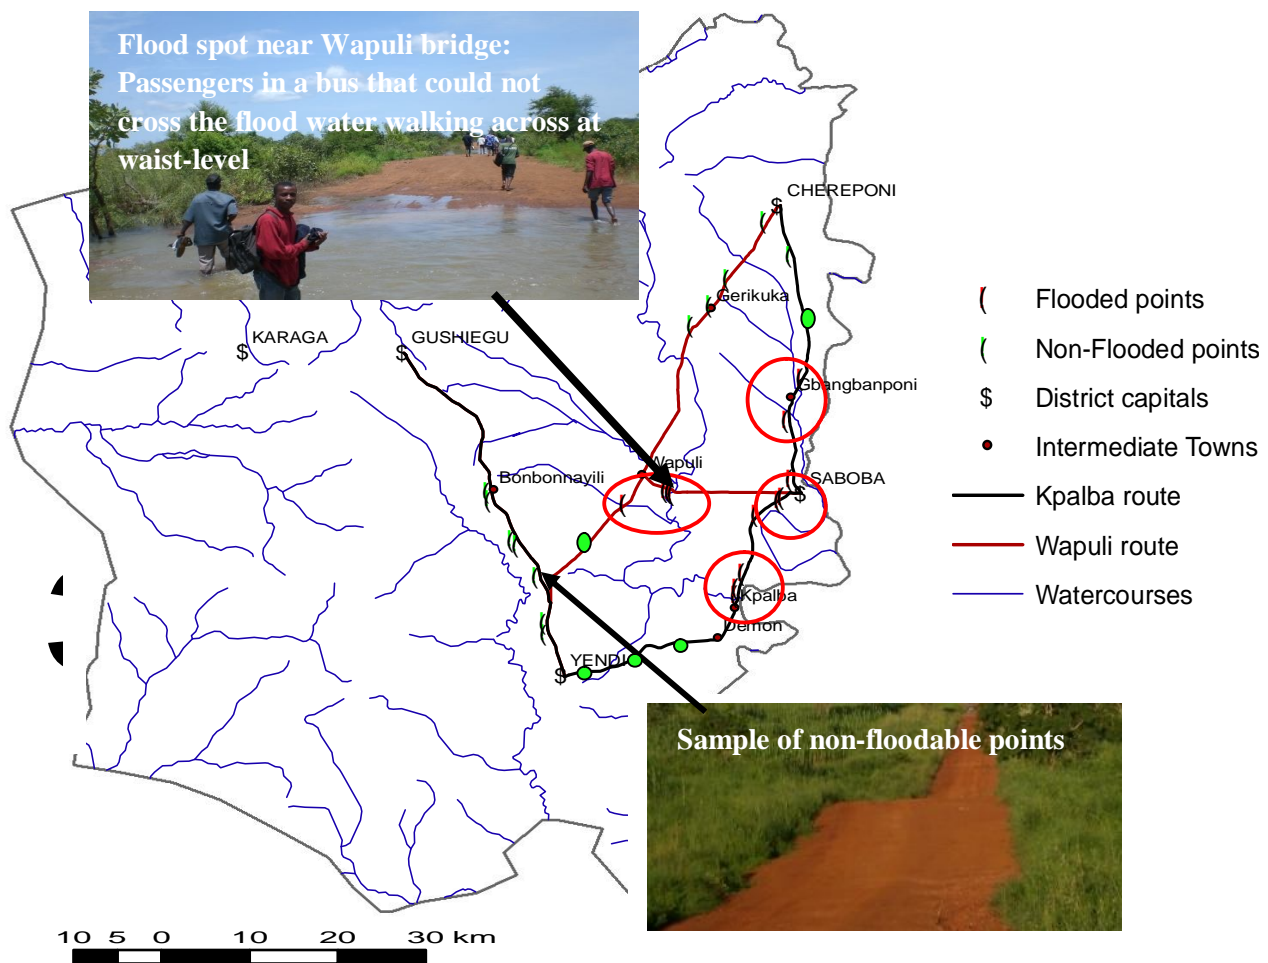 Flood spot near Wapuli bridge:
Passengers in a bus that could not
cross the flood water walking across at
waist-level
CHEREPONI
$
Gerikuka
KARAGA
$
GUSHIEGU
$
Gbangbanponi
Wapuli
Bonbonnayili
SABOBA
$
Kpalba
Demon
YENDI
$
Flooded points
Non-Flooded points
$ District capitals
Intermediate Towns
Kpalba route
Wapuli route
Watercourses
Sample of non-floodable points
10 5 0 10 20 30 km